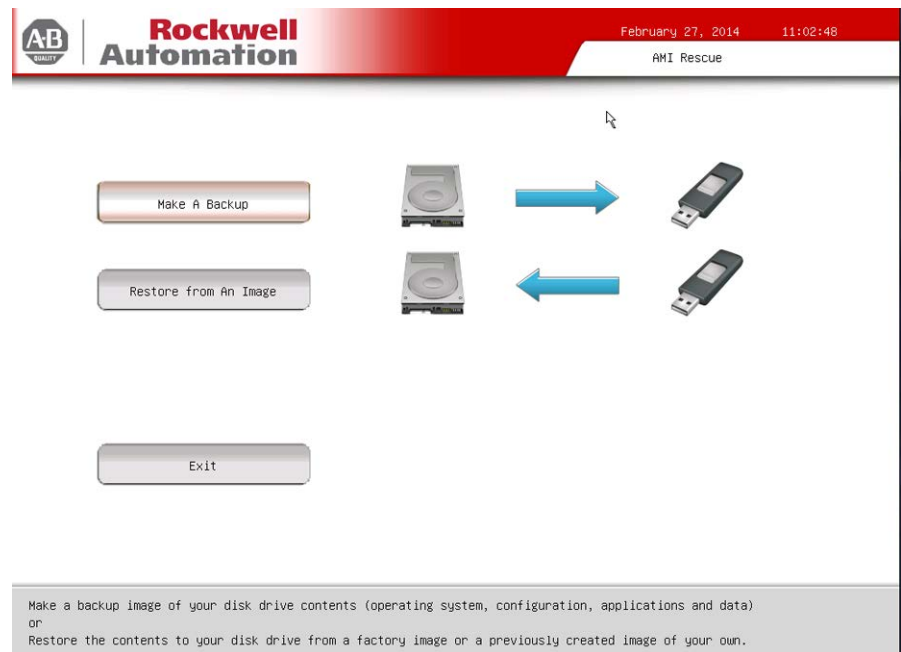 A-B
QUALITY
Rockwell
Automation
February 27, 2014 11:02:48
AMI Rescue
Make A Backup
Restore from An Image
Exit
Make a backup image of your disk drive contents (operating system, configuration, applications and data)
or
Restore the contents to your disk drive from a factory image or a previously created image of your own.